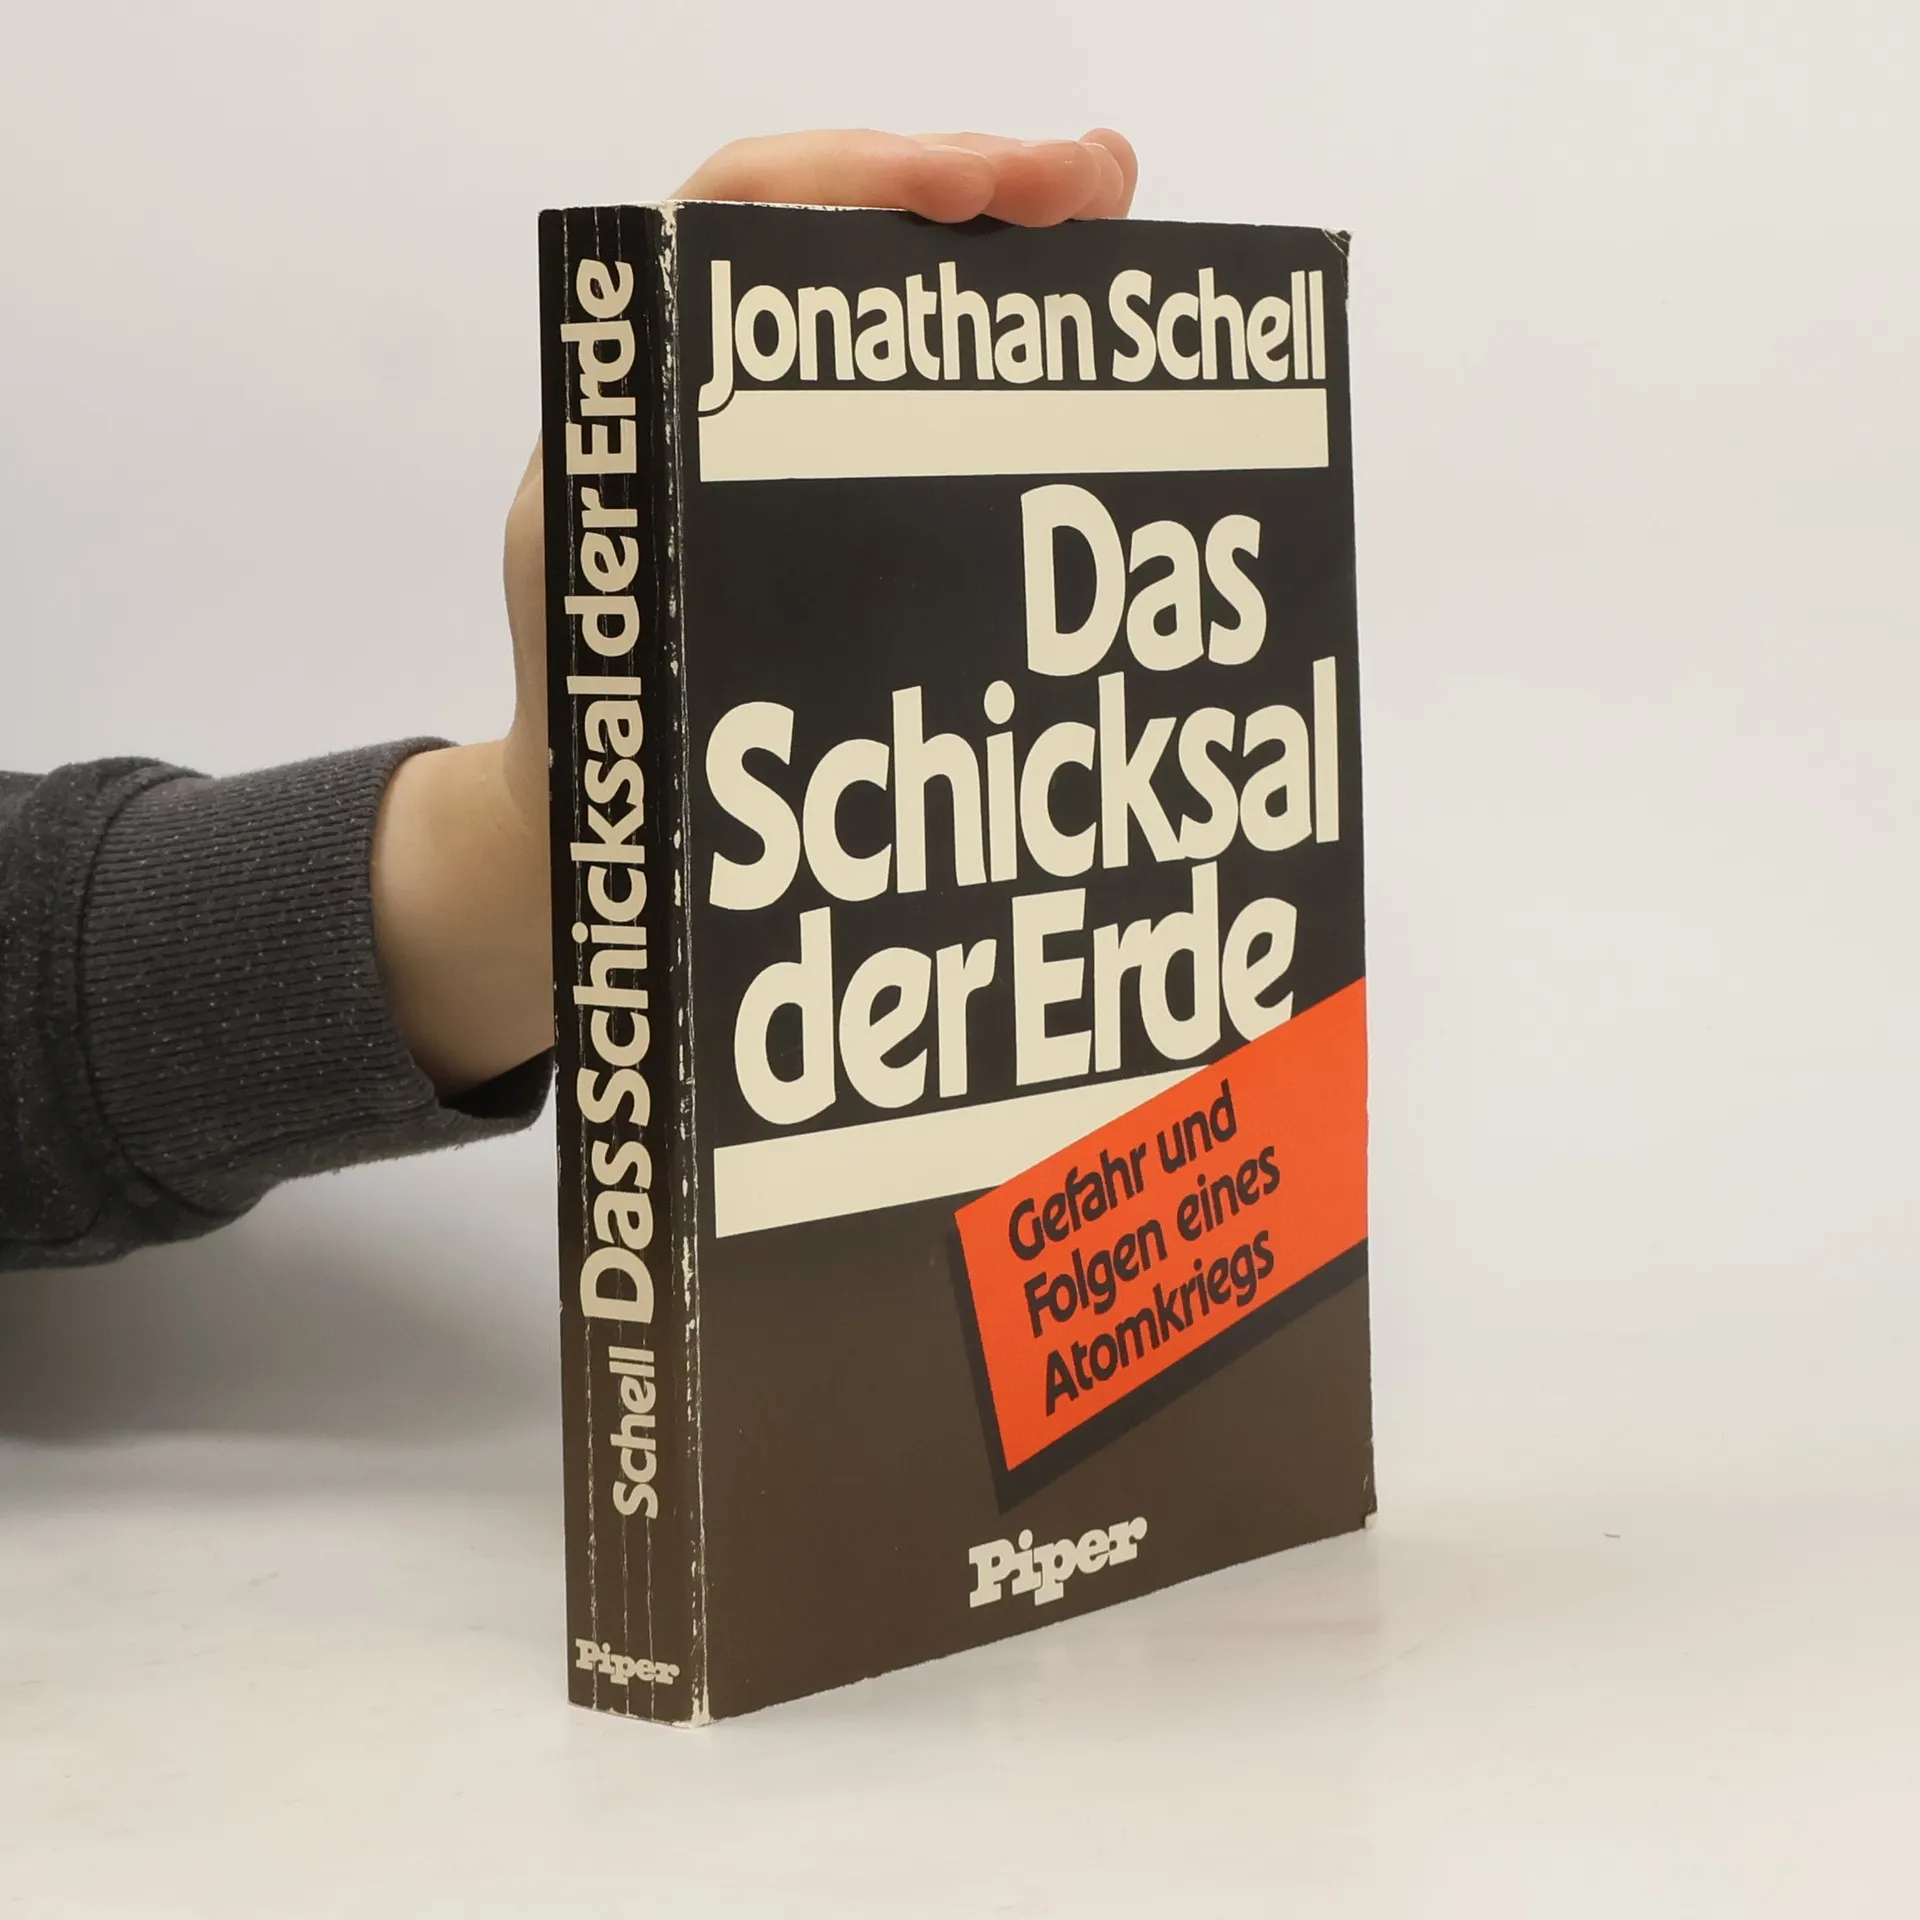 Jonathan Schell
Das
Schicksal
der Erde
Gefahr und
Folgen eines
Atomkriegs
Piper
Schell Das Schicksal der Erde
Piper